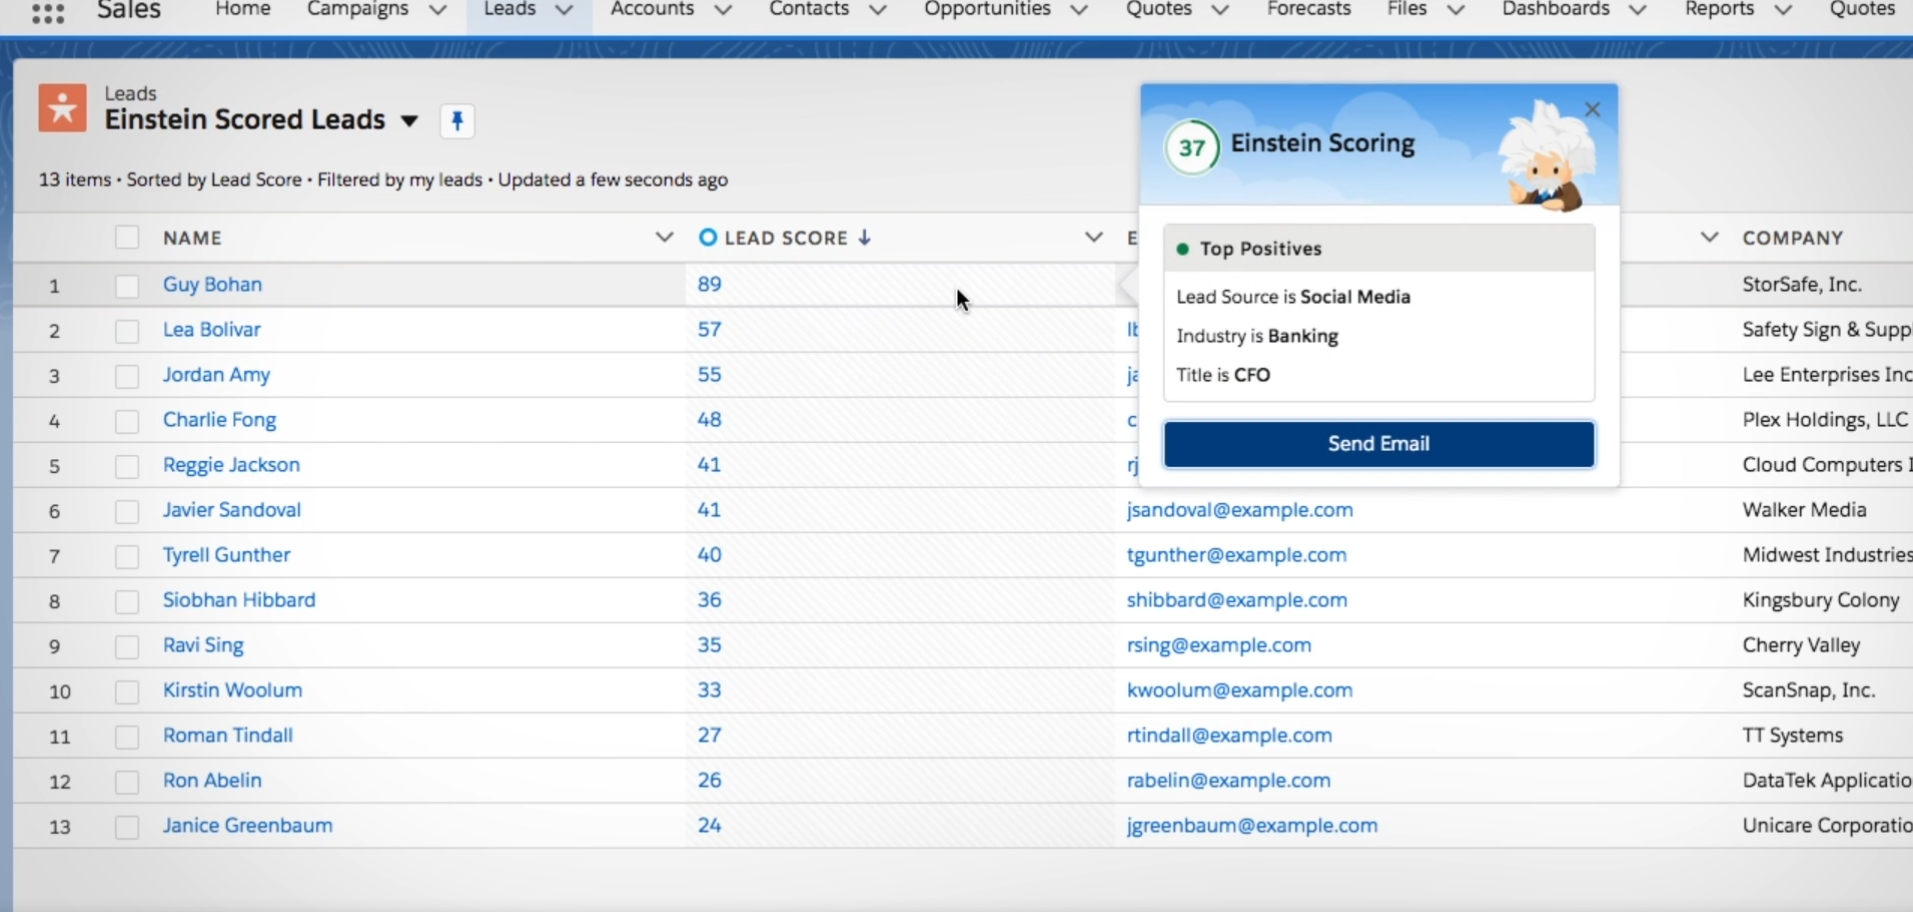 Sales Home Campaigns Leads Accounts Contacts Opportunities Quotes Forecasts Files Dashboards Reports Quotes
Leads
Einstein Scored Leads
13 items • Sorted by Lead Score • Filtered by my leads • Updated a few seconds ago
NAME LEAD SCORE E COMPANY
1 Guy Bohan 89 StorSafe, Inc.
2 Lea Bolivar 57 lb Safety Sign & Supp
3 Jordan Amy 55 ja Lee Enterprises Inc
4 Charlie Fong 48 c Plex Holdings, LLC
5 Reggie Jackson 41 rj Cloud Computers I
6 Javier Sandoval 41 jsandoval@example.com Walker Media
7 Tyrell Gunther 40 tgunther@example.com Midwest Industries
8 Siobhan Hibbard 36 shibbard@example.com Kingsbury Colony
9 Ravi Sing 35 rsing@example.com Cherry Valley
10 Kirstin Woolum 33 kwoolum@example.com ScanSnap, Inc.
11 Roman Tindall 27 rtindall@example.com TT Systems
12 Ron Abelin 26 rabelin@example.com DataTek Applicatio
13 Janice Greenbaum 24 jgreenbaum@example.com Unicare Corporatio
37 Einstein Scoring
Top Positives
Lead Source is Social Media
Industry is Banking
Title is CFO
Send Email